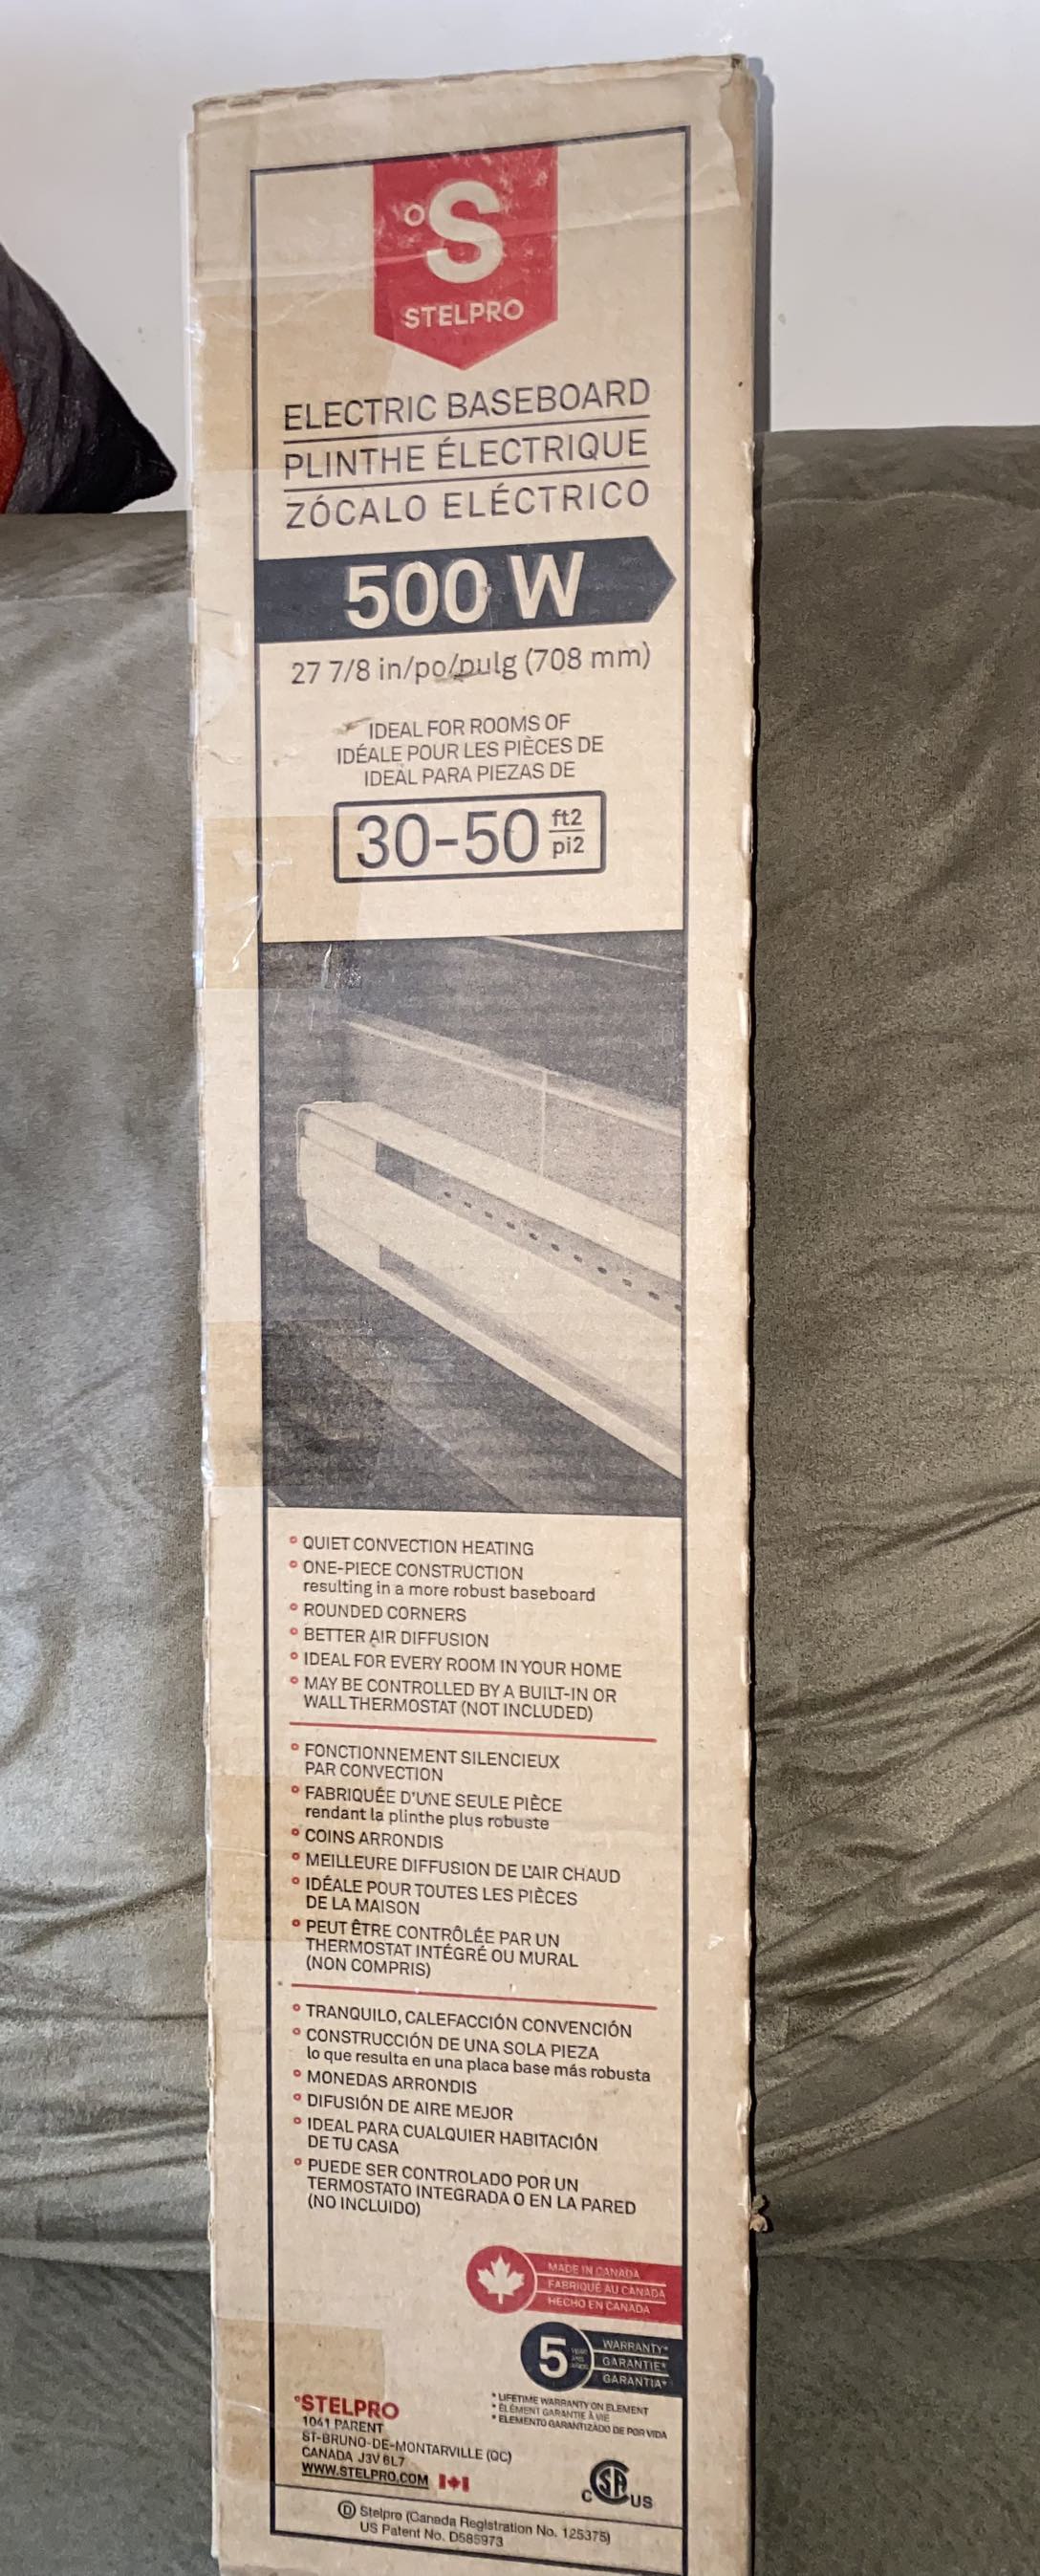 °S
STELPRO
ELECTRIC BASEBOARD
PLINTHE ÉLECTRIQUE
ZÓCALO ELÉCTRICO
500 W
27 7/8 in/po/pulg (708 mm)
IDEAL FOR ROOMS OF
IDÉALE POUR LES PIÈCES DE
IDEAL PARA PIEZAS DE
30-50 ft2
pi2
° QUIET CONVECTION HEATING
° ONE-PIECE CONSTRUCTION
resulting in a more robust baseboard
° ROUNDED CORNERS
° BETTER AIR DIFFUSION
° IDEAL FOR EVERY ROOM IN YOUR HOME
° MAY BE CONTROLLED BY A BUILT-IN OR
WALL THERMOSTAT (NOT INCLUDED)
° FONCTIONNEMENT SILENCIEUX
PAR CONVECTION
° FABRIQUÉE D'UNE SEULE PIÈCE
rendant la plinthe plus robuste
° COINS ARRONDIS
° MEILLEURE DIFFUSION DE L'AIR CHAUD
° IDÉALE POUR TOUTES LES PIÈCES
DE LA MAISON
° PEUT ÊTRE CONTRÔLÉE PAR UN
THERMOSTAT INTÉGRÉ OU MURAL
(NON COMPRIS)
° TRANQUILO, CALEFACCIÓN CONVENCIÓN
° CONSTRUCCIÓN DE UNA SOLA PIEZA
lo que resulta en una placa base más robusta
° MONEDAS ARRONDIS
° DIFUSIÓN DE AIRE MEJOR
° IDEAL PARA CUALQUIER HABITACIÓN
DE TU CASA
° PUEDE SER CONTROLADO POR UN
TERMOSTATO INTEGRADA O EN LA PARED
(NO INCLUIDO)
MADE IN CANADA
FABRIQUÉ AU CANADA
HECHO EN CANADA
5
WARRANTY*
GARANTIE*
GARANTIA*
* LIFETIME WARRANTY ON ELEMENT
* ÉLÉMENT GARANTIE À VIE
* ELEMENTO GARANTIZADO DE POR VIDA
°STELPRO
1041 PARENT
ST-BRUNO-DE-MONTARVILLE (QC)
CANADA J3V 6L7
WWW.STELPRO.COM
C SA US
Ⓓ Stelpro (Canada Registration No. 125375)
US Patent No. D585973